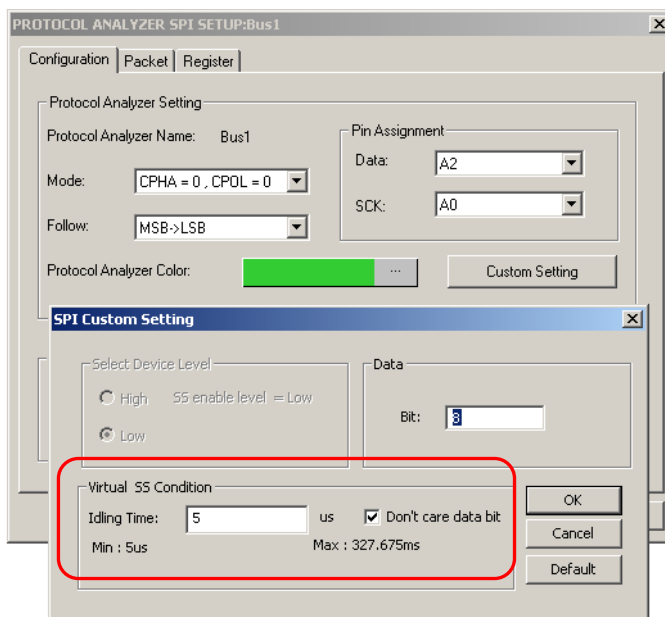 PROTOCOL ANALYZER SPI SETUP:Bus1
Configuration Packet Register
Protocol Analyzer Setting
Protocol Analyzer Name: Bus1
Mode: CPHA = 0 , CPOL = 0
Follow: MSB->LSB
Pin Assignment
Data: A2
SCK: A0
Protocol Analyzer Color: ... Custom Setting
SPI Custom Setting
Select Device Level
High SS enable level = Low
Low
Data
Bit: 8
Virtual SS Condition
Idling Time: 5 us Don't care data bit
Min : 5us Max : 327.675ms
OK
Cancel
Default